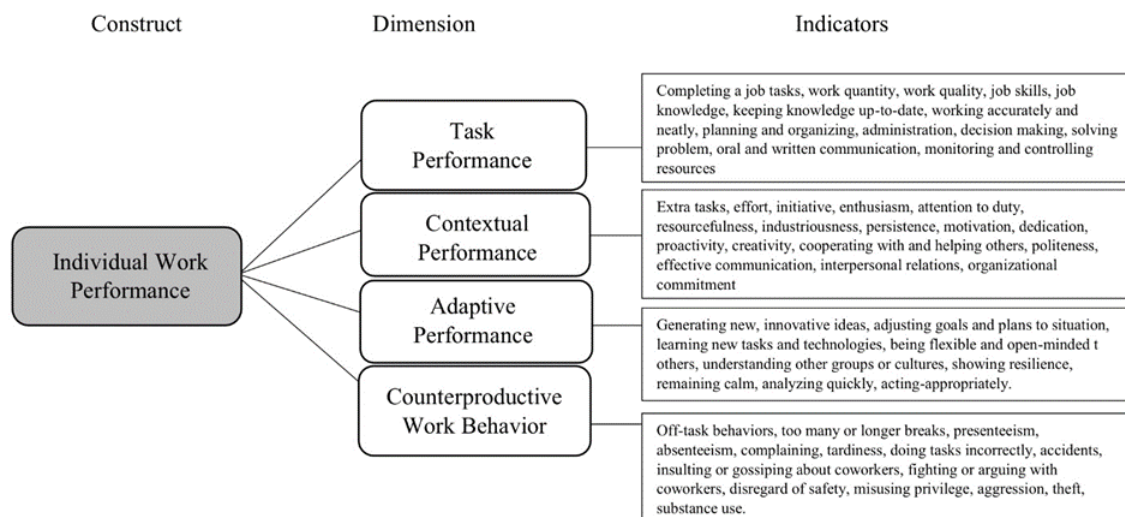 Construct
Dimension
Indicators
Individual Work
Performance
Task
Performance
Completing a job tasks, work quantity, work quality, job skills, job
knowledge, keeping knowledge up-to-date, working accurately and
neatly, planning and organizing, administration, decision making, solving
problem, oral and written communication, monitoring and controlling
resources
Contextual
Performance
Extra tasks, effort, initiative, enthusiasm, attention to duty,
resourcefulness, industriousness, persistence, motivation, dedication,
proactivity, creativity, cooperating with and helping others, politeness,
effective communication, interpersonal relations, organizational
commitment
Adaptive
Performance
Generating new, innovative ideas, adjusting goals and plans to situation,
learning new tasks and technologies, being flexible and open-minded t
others, understanding other groups or cultures, showing resilience,
remaining calm, analyzing quickly, acting-appropriately.
Counterproductive
Work Behavior
Off-task behaviors, too many or longer breaks, presenteeism,
absenteeism, complaining, tardiness, doing tasks incorrectly, accidents,
insulting or gossiping about coworkers, fighting or arguing with
coworkers, disregard of safety, misusing privilege, aggression, theft,
substance use.